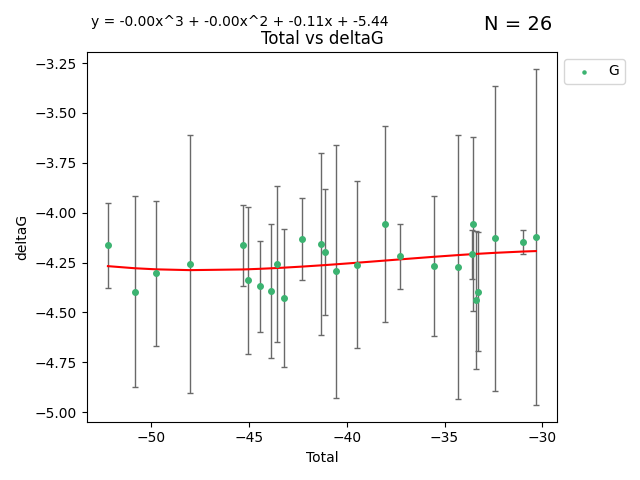 y = -0.00x^3 + -0.00x^2 + -0.11x + -5.44
N = 26
Total vs deltaG
G
−3.25
−3.50
−3.75
−4.00
−4.25
−4.50
−4.75
−5.00
deltaG
−50 −45 −40 −35 −30
Total